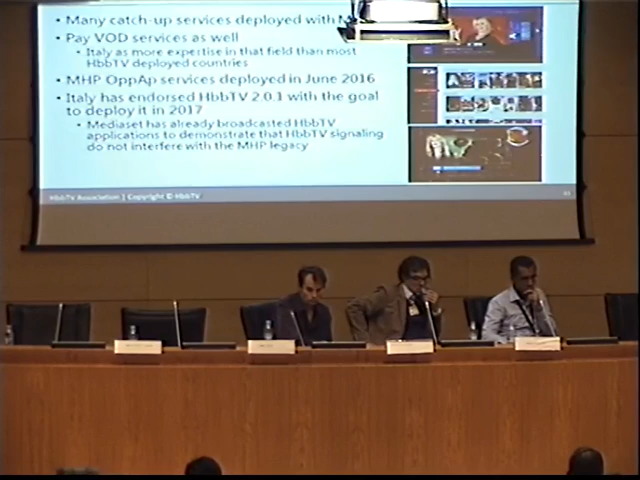 • Many catch-up services deployed with
• Pay VOD services as well
• Italy as more expertise in that field than most
HbbTV deployed countries
• MHP OppAp services deployed in June 2016
• Italy has endorsed HbbTV 2.0.1 with the goal
to deploy it in 2017
• Mediaset has already broadcasted HbbTV
applications to demonstrate that HbbTV signaling
do not interfere with the MHP legacy
HbbTV Association | Copyright © HbbTV